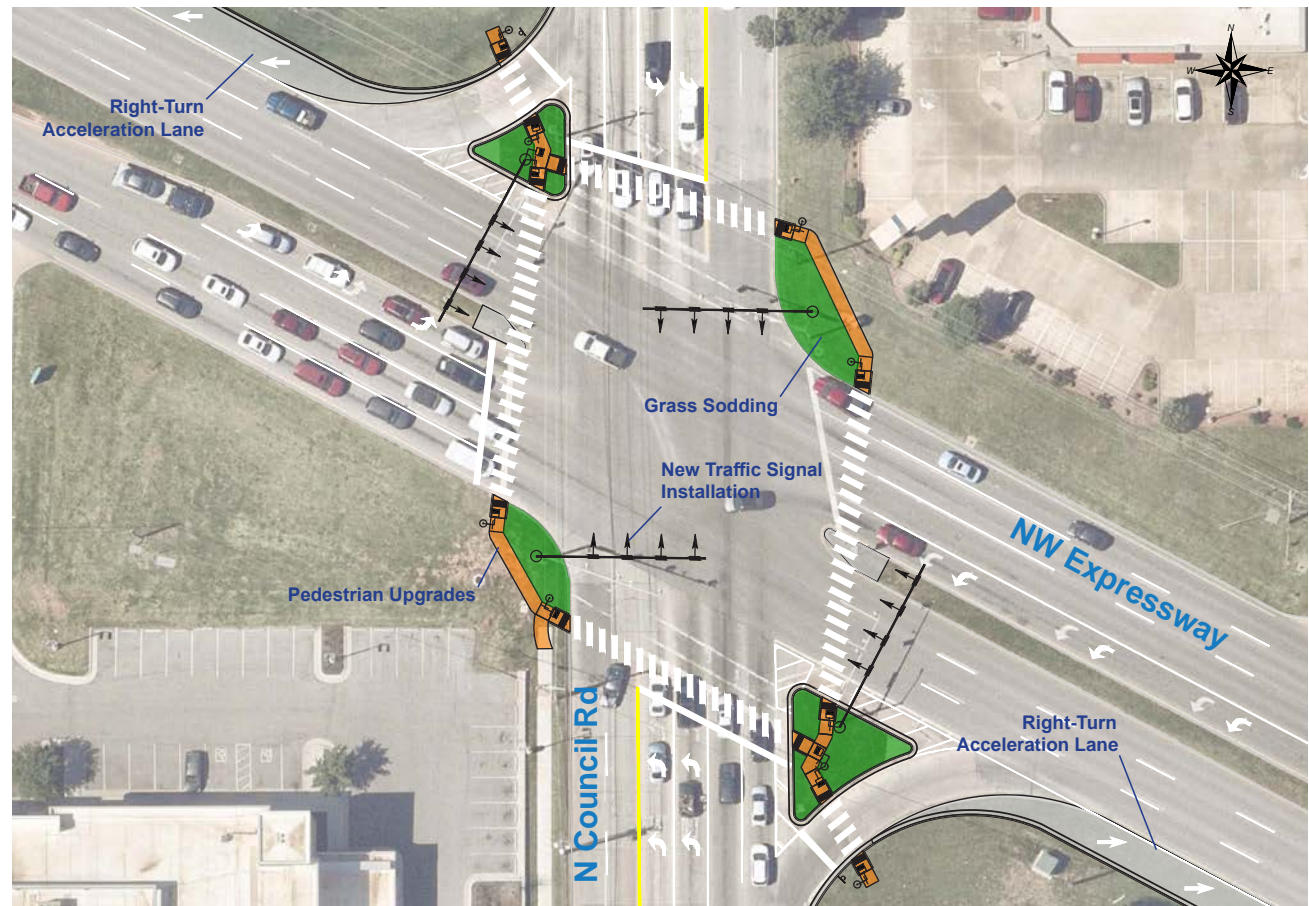 N
W
E
S
Right-Turn
Acceleration Lane
Grass Sodding
New Traffic Signal
Installation
NW Expressway
Pedestrian Upgrades
N Council Rd
Right-Turn
Acceleration Lane